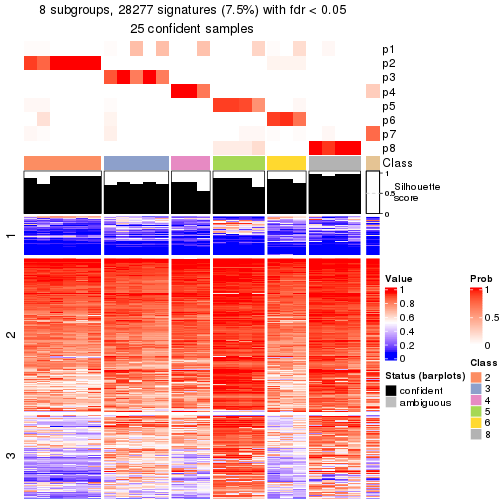 8 subgroups, 28277 signatures (7.5%) with fdr < 0.05
25 confident samples
p1
p2
p3
p4
p5
p6
p7
p8
Class
1
0.5
0
Silhouette
score
1
2
3
Value
1
0.8
0.6
0.4
0.2
0
Prob
1
0.5
0
Status (barplots)
confident
ambiguous
Class
2
3
4
5
6
8